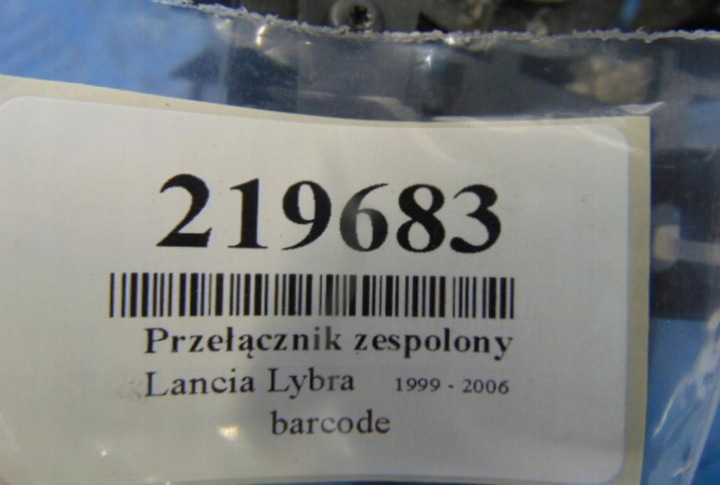 219683
Przełącznik zespolony
Lancia Lybra 1999 - 2006
barcode